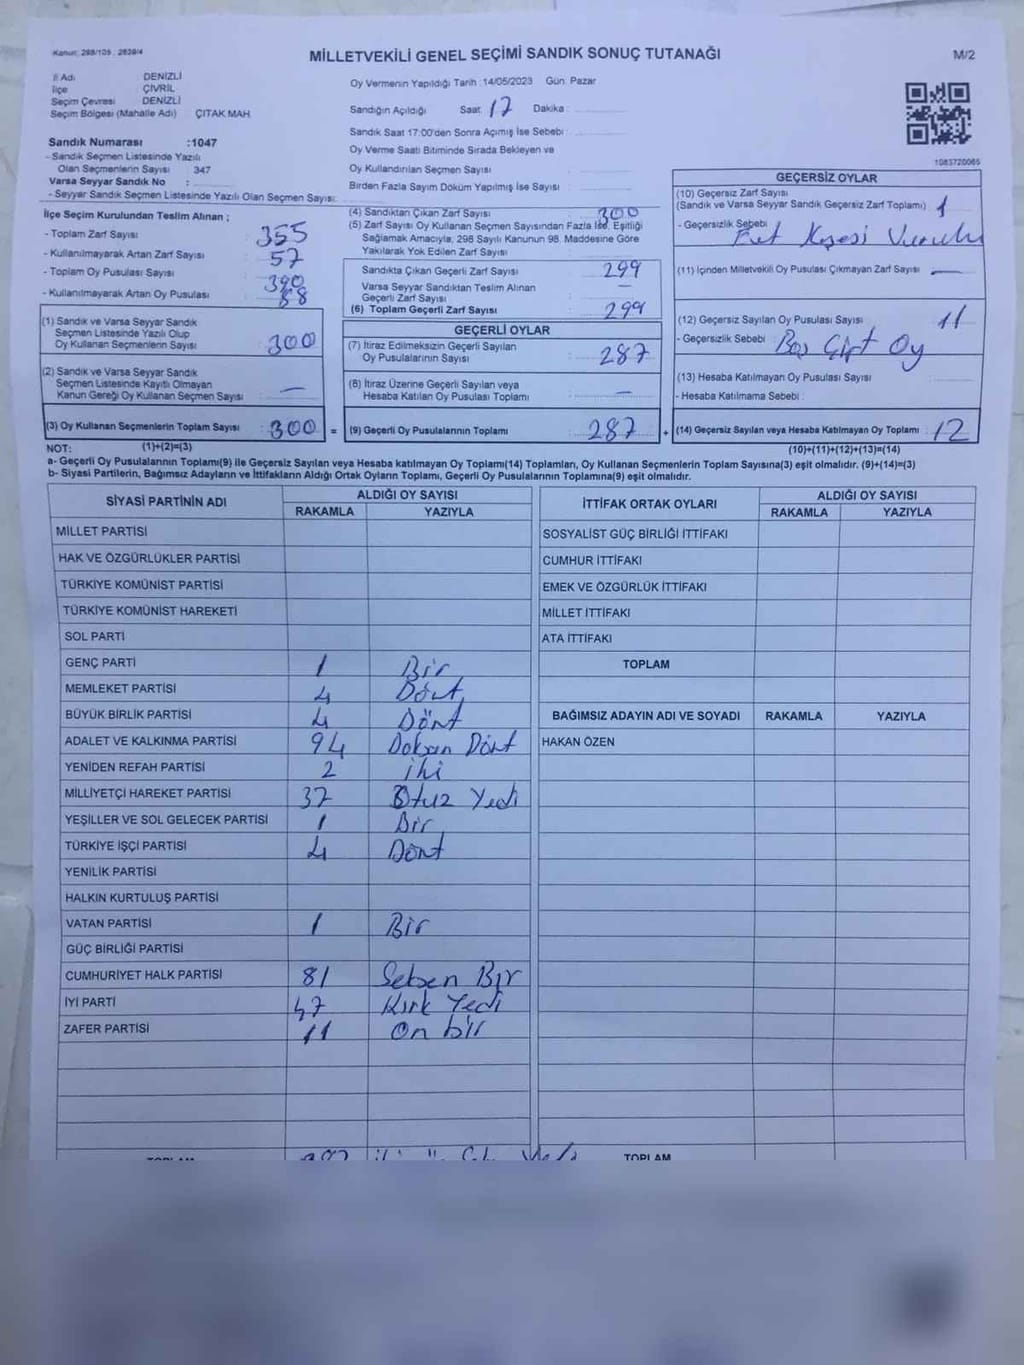 Kanun: 298/105 : 2839/4
MİLLETVEKİLİ GENEL SEÇİMİ SANDIK SONUÇ TUTANAĞI
M/2
İl Adı DENİZLİ
İlçe ÇİVRİL
Seçim Çevresi DENİZLİ
Seçim Bölgesi (Mahalle Adı) ÇITAK MAH.
Sandık Numarası :1047
- Sandık Seçmen Listesinde Yazılı
Olan Seçmenlerin Sayısı 347
Varsa Seyyar Sandık No :
- Seyyar Sandık Seçmen Listesinde Yazılı Olan Seçmen Sayısı:
Oy Vermenin Yapıldığı Tarih :14/05/2023 Gün: Pazar
Sandığın Açıldığı Saat: 17 Dakika :
Sandık Saat 17:00'den Sonra Açımış İse Sebebi :
Oy Verme Saati Bitiminde Sırada Bekleyen ve
Oy Kullandırılan Seçmen Sayısı :
Birden Fazla Sayım Döküm Yapılmış İse Sayısı :
1083720065
İlçe Seçim Kurulundan Teslim Alınan ;
- Toplam Zarf Sayısı : 355
- Kullanılmayarak Artan Zarf Sayısı : 57
- Toplam Oy Pusulası Sayısı : 390
- Kullanılmayarak Artan Oy Pusulası : 88
(1) Sandık ve Varsa Seyyar Sandık
Seçmen Listesinde Yazılı Olup
Oy Kullanan Seçmenlerin Sayısı : 300
(2) Sandık ve Varsa Seyyar Sandık
Seçmen Listesinde Kayıtlı Olmayan
Kanun Gereği Oy Kullanan Seçmen Sayısı : —
(3) Oy Kullanan Seçmenlerin Toplam Sayısı : 300 =
(4) Sandıktan Çıkan Zarf Sayısı : 300
(5) Zarf Sayısı Oy Kullanan Seçmen Sayısından Fazla İse, Eşitliği
Sağlamak Amacıyla, 298 Sayılı Kanunun 98. Maddesine Göre
Yakılarak Yok Edilen Zarf Sayısı :
Sandıkta Çıkan Geçerli Zarf Sayısı : 299
Varsa Seyyar Sandıktan Teslim Alınan
Geçerli Zarf Sayısı : —
(6) Toplam Geçerli Zarf Sayısı : 299
GEÇERLİ OYLAR
(7) İtiraz Edilmeksizin Geçerli Sayılan
Oy Pusulalarının Sayısı : 287
(8) İtiraz Üzerine Geçerli Sayılan veya
Hesaba Katılan Oy Pusulası Toplamı : —
(9) Geçerli Oy Pusulalarının Toplamı : 287 +
GEÇERSİZ OYLAR
(10) Geçersiz Zarf Sayısı
(Sandık ve Varsa Seyyar Sandık Geçersiz Zarf Toplamı) : 1
- Geçersizlik Sebebi :
(11) İçinden Milletvekili Oy Pusulası Çıkmayan Zarf Sayısı : —
(12) Geçersiz Sayılan Oy Pusulası Sayısı : 11
- Geçersizlik Sebebi : Boş Çift Oy
(13) Hesaba Katılmayan Oy Pusulası Sayısı :
- Hesaba Katılmama Sebebi :
(14) Geçersiz Sayılan veya Hesaba Katılmayan Oy Toplamı : 12
NOT: (1)+(2)=(3) (10)+(11)+(12)+(13)=(14)
a- Geçerli Oy Pusulalarının Toplamı(9) ile Geçersiz Sayılan veya Hesaba katılmayan Oy Toplamı(14) Toplamları, Oy Kullanan Seçmenlerin Toplam Sayısına(3) eşit olmalıdır. (9)+(14)=(3)
b- Siyasi Partilerin, Bağımsız Adayların ve İttifakların Aldığı Ortak Oyların Toplamı, Geçerli Oy Pusulalarının Toplamına(9) eşit olmalıdır.
SİYASİ PARTİNİN ADI ALDIĞI OY SAYISI
RAKAMLA YAZIYLA
MİLLET PARTİSİ
HAK VE ÖZGÜRLÜKLER PARTİSİ
TÜRKİYE KOMÜNİST PARTİSİ
TÜRKİYE KOMÜNİST HAREKETİ
SOL PARTİ
GENÇ PARTİ 1 Bir
MEMLEKET PARTİSİ 4 Dört
BÜYÜK BİRLİK PARTİSİ 4 Dört
ADALET VE KALKINMA PARTİSİ 94 Doksan Dört
YENİDEN REFAH PARTİSİ 2 iki
MİLLİYETÇİ HAREKET PARTİSİ 37 Otuz Yedi
YEŞİLLER VE SOL GELECEK PARTİSİ 1 Bir
TÜRKİYE İŞÇİ PARTİSİ 4 Dört
YENİLİK PARTİSİ
HALKIN KURTULUŞ PARTİSİ
VATAN PARTİSİ 1 Bir
GÜÇ BİRLİĞİ PARTİSİ
CUMHURİYET HALK PARTİSİ 81 Seksen Bir
İYİ PARTİ 47 Kırk Yedi
ZAFER PARTİSİ 11 On bir
TOPLAM
İTTİFAK ORTAK OYLARI ALDIĞI OY SAYISI
RAKAMLA YAZIYLA
SOSYALİST GÜÇ BİRLİĞİ İTTİFAKI
CUMHUR İTTİFAKI
EMEK VE ÖZGÜRLÜK İTTİFAKI
MİLLET İTTİFAKI
ATA İTTİFAKI
TOPLAM
BAĞIMSIZ ADAYIN ADI VE SOYADI RAKAMLA YAZIYLA
HAKAN ÖZEN
TOPLAM